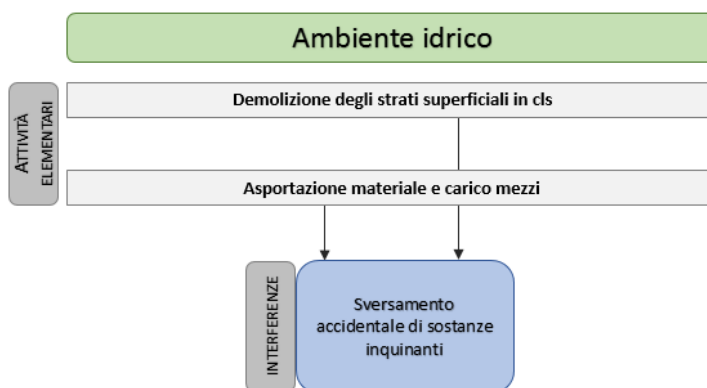 Ambiente idrico
ATTIVITÀ
ELEMENTARI
Demolizione degli strati superficiali in cls
Asportazione materiale e carico mezzi
INTERFERENZE
Sversamento
accidentale di sostanze
inquinanti